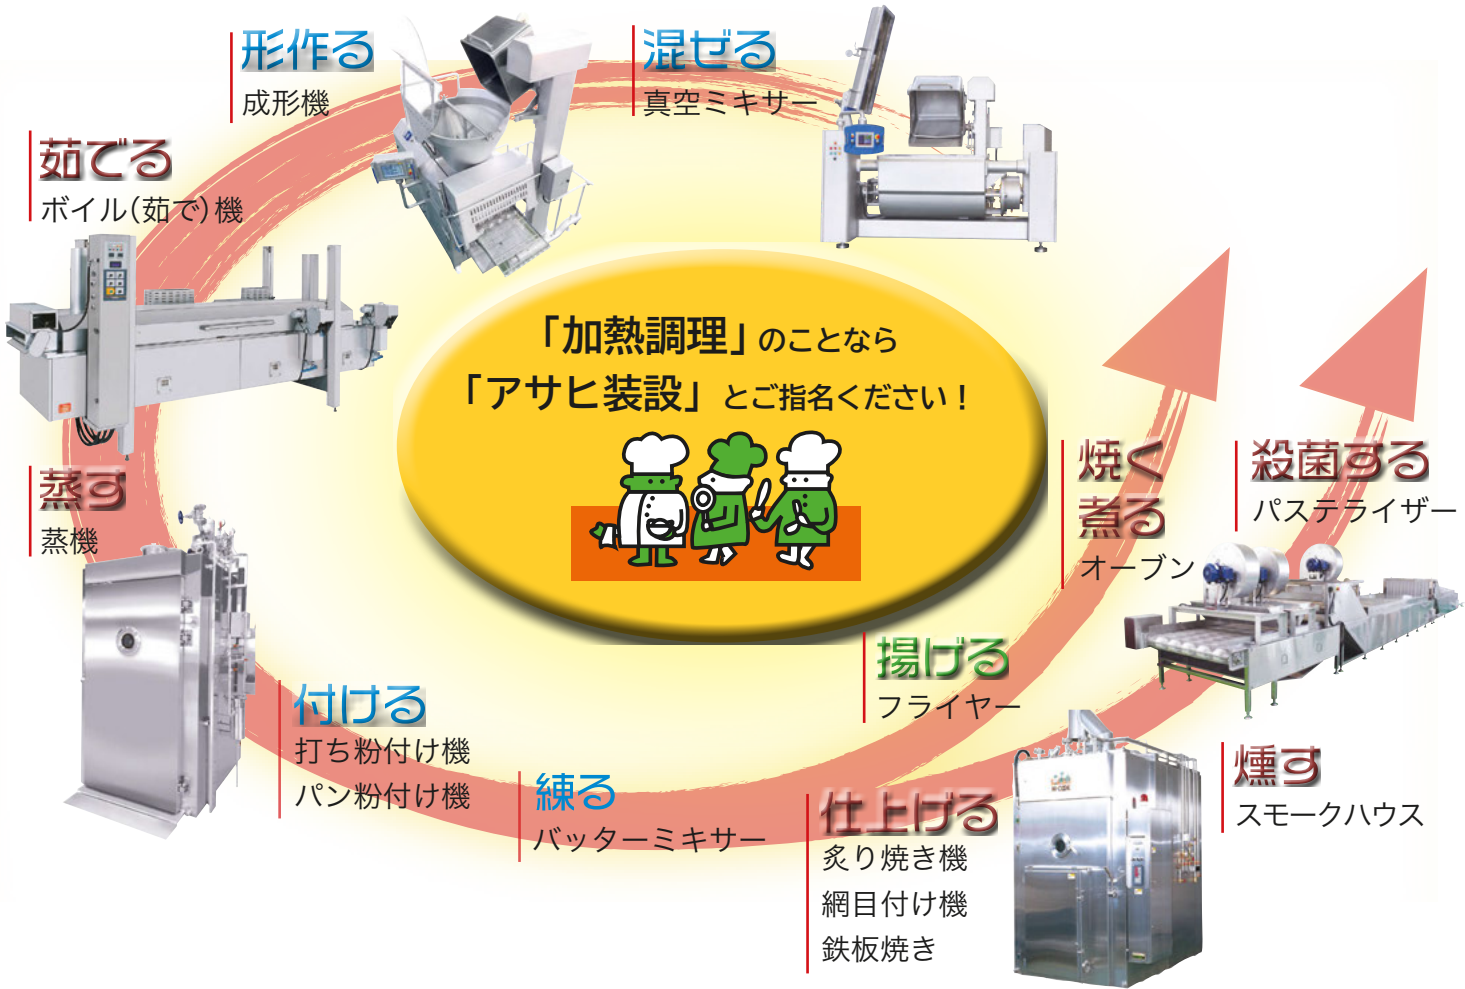 混ぜる
真空ミキサー
形作る
成形機
茹でる
ボイル(茹で)機
蒸す
蒸機
付ける
打ち粉付け機
パン粉付け機
練る
バッターミキサー
仕上げる
炙り焼き機
網目付け機
鉄板焼き
揚げる
フライヤー
焼く
煮る
オーブン
燻す
スモークハウス
殺菌する
パステライザー
「加熱調理」のことなら
「アサヒ装設」とご指名ください！